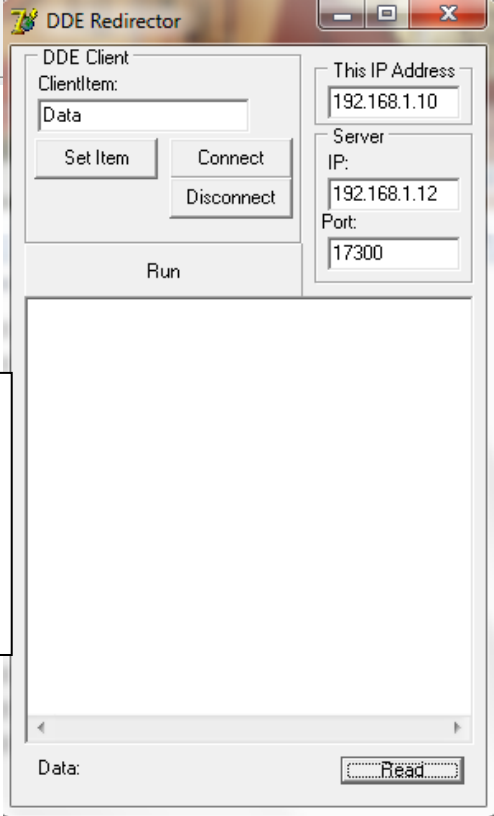 DDE Redirector
DDE Client
ClientItem:
Data
Set Item
Connect
Disconnect
Run
This IP Address
192.168.1.10
Server
IP:
192.168.1.12
Port:
17300
Data:
Read